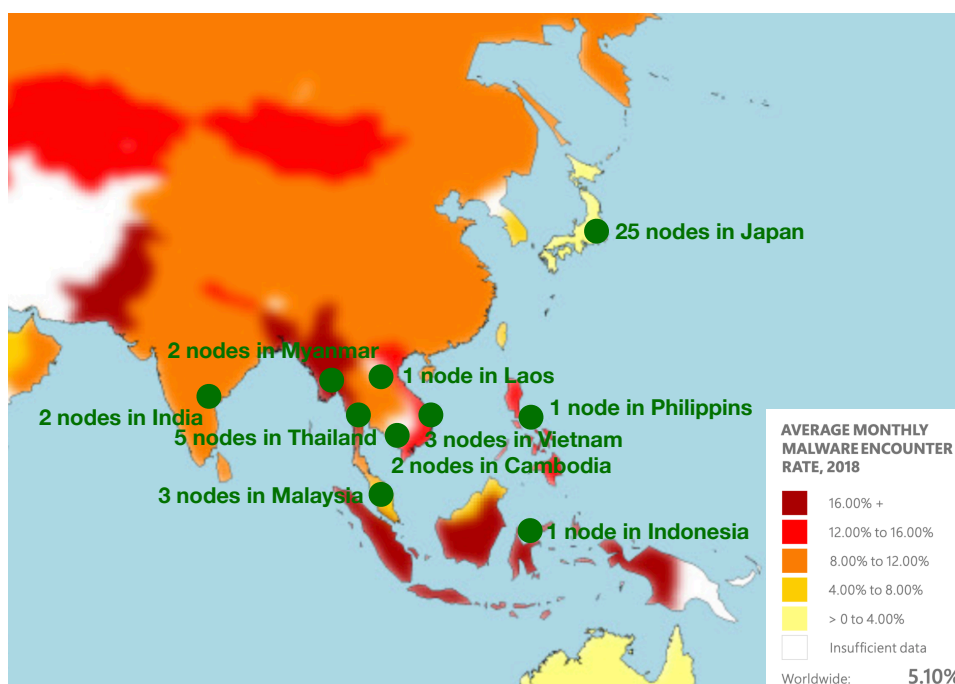 25 nodes in Japan
2 nodes in Myanmar
1 node in Laos
2 nodes in India
1 node in Philippins
5 nodes in Thailand
3 nodes in Vietnam
2 nodes in Cambodia
3 nodes in Malaysia
1 node in Indonesia
AVERAGE MONTHLY
MALWARE ENCOUNTER
RATE, 2018
16.00% +
12.00% to 16.00%
8.00% to 12.00%
4.00% to 8.00%
> 0 to 4.00%
Insufficient data
Worldwide: 5.10%